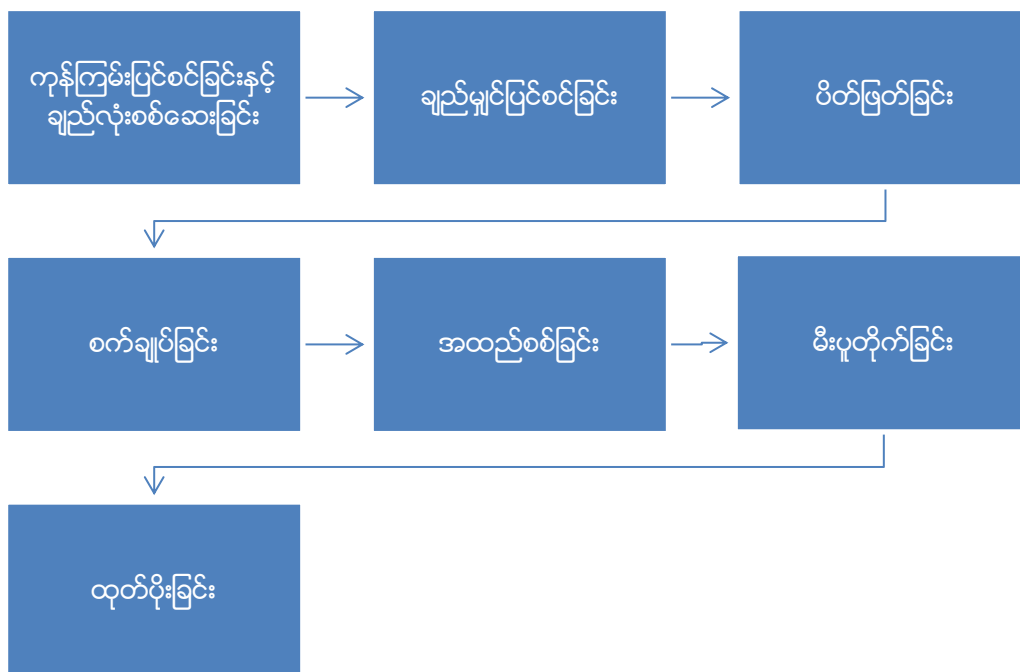 ကုန်ကြမ်းပြင်စင်ခြင်းနှင့်
ချည်လုံးစစ်ဆေးခြင်း
ချည်မျှင်ပြင်စင်ခြင်း
ပိတ်ဖြတ်ခြင်း
စက်ချုပ်ခြင်း
အထည်စစ်ခြင်း
မီးပူတိုက်ခြင်း
ထုတ်ပိုးခြင်း